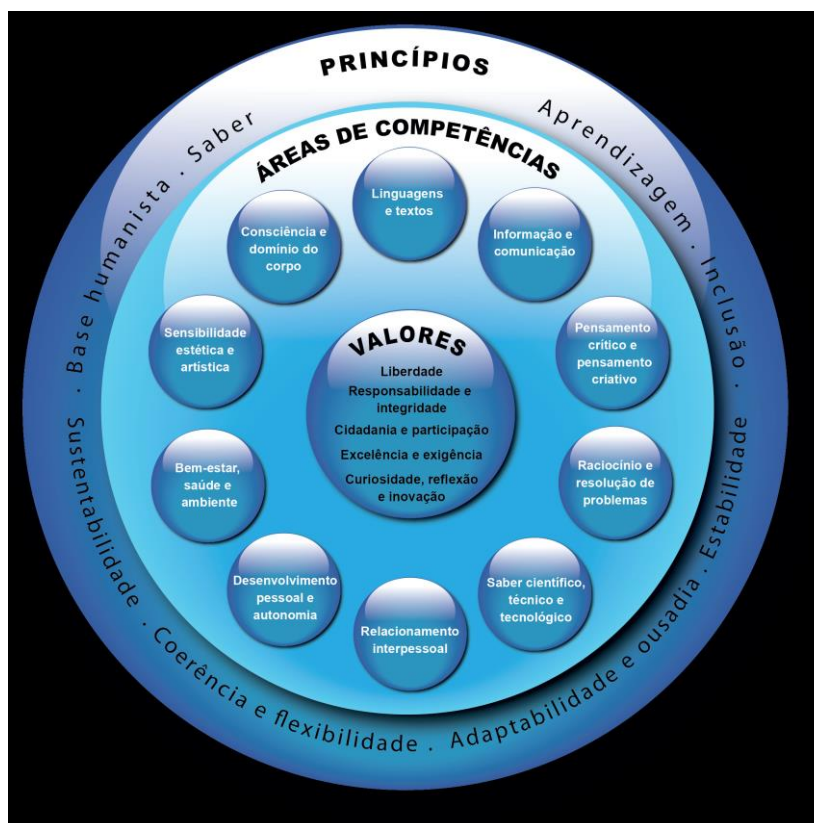 PRINCÍPIOS
Base humanista . Saber
Aprendizagem . Inclusão .
Sustentabilidade . Coerência e flexibilidade . Adaptabilidade e ousadia . Estabilidade
ÁREAS DE COMPETÊNCIAS
Linguagens
e textos
Informação e
comunicação
Pensamento
crítico e
pensamento
criativo
Raciocínio e
resolução de
problemas
Saber científico,
técnico e
tecnológico
Relacionamento
interpessoal
Desenvolvimento
pessoal e
autonomia
Bem-estar,
saúde e
ambiente
Sensibilidade
estética e
artística
Consciência e
domínio do
corpo
VALORES
Liberdade
Responsabilidade e
integridade
Cidadania e participação
Excelência e exigência
Curiosidade, reflexão
e inovação